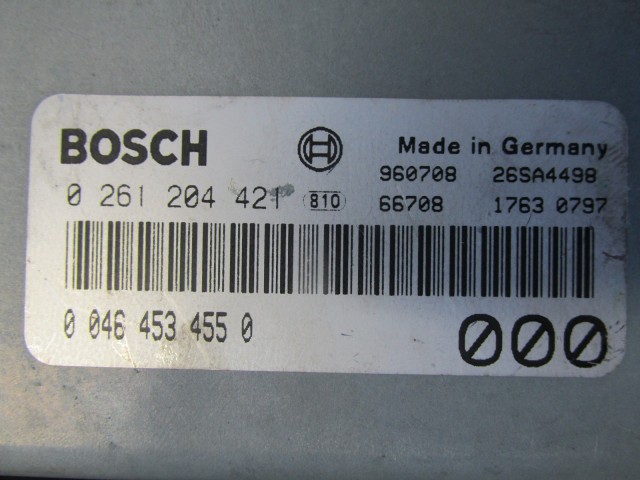 BOSCH Made in Germany
960708 26SA4498
0 261 204 421 810 66708 1763 0797
0 046 453 455 0 000